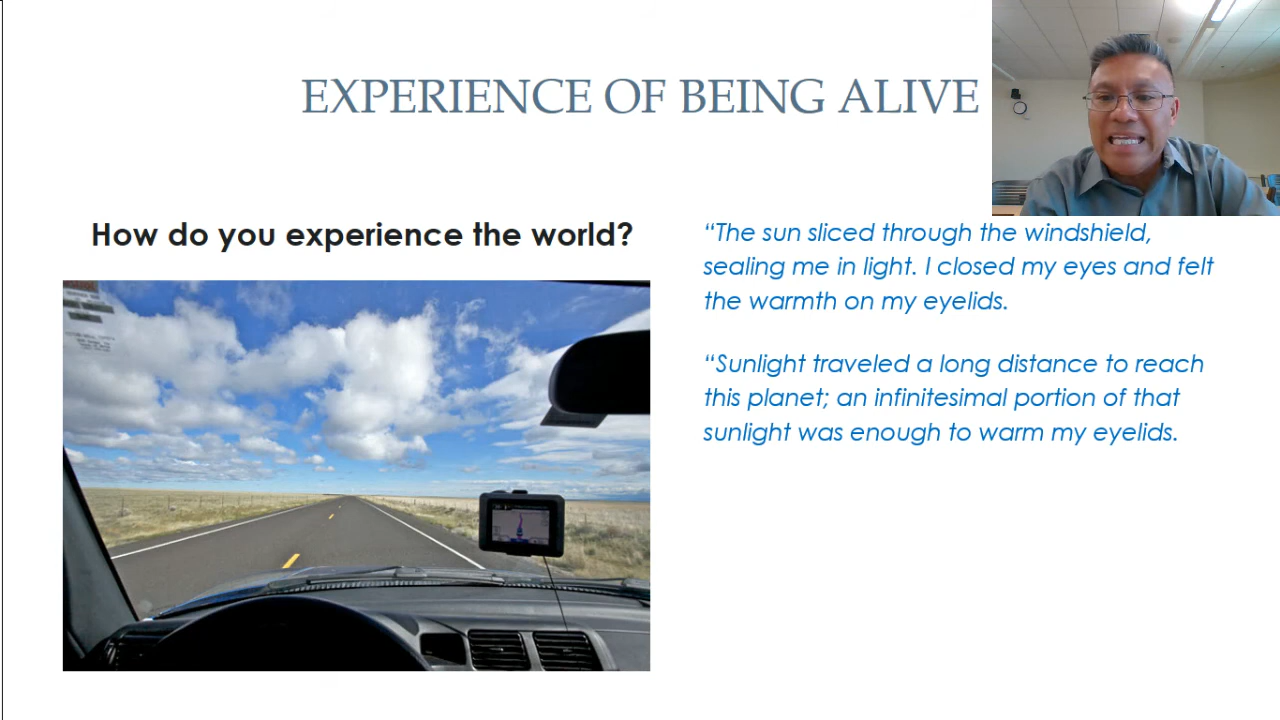 EXPERIENCE OF BEING ALIVE
How do you experience the world?
“The sun sliced through the windshield,
sealing me in light. I closed my eyes and felt
the warmth on my eyelids.
“Sunlight traveled a long distance to reach
this planet; an infinitesimal portion of that
sunlight was enough to warm my eyelids.